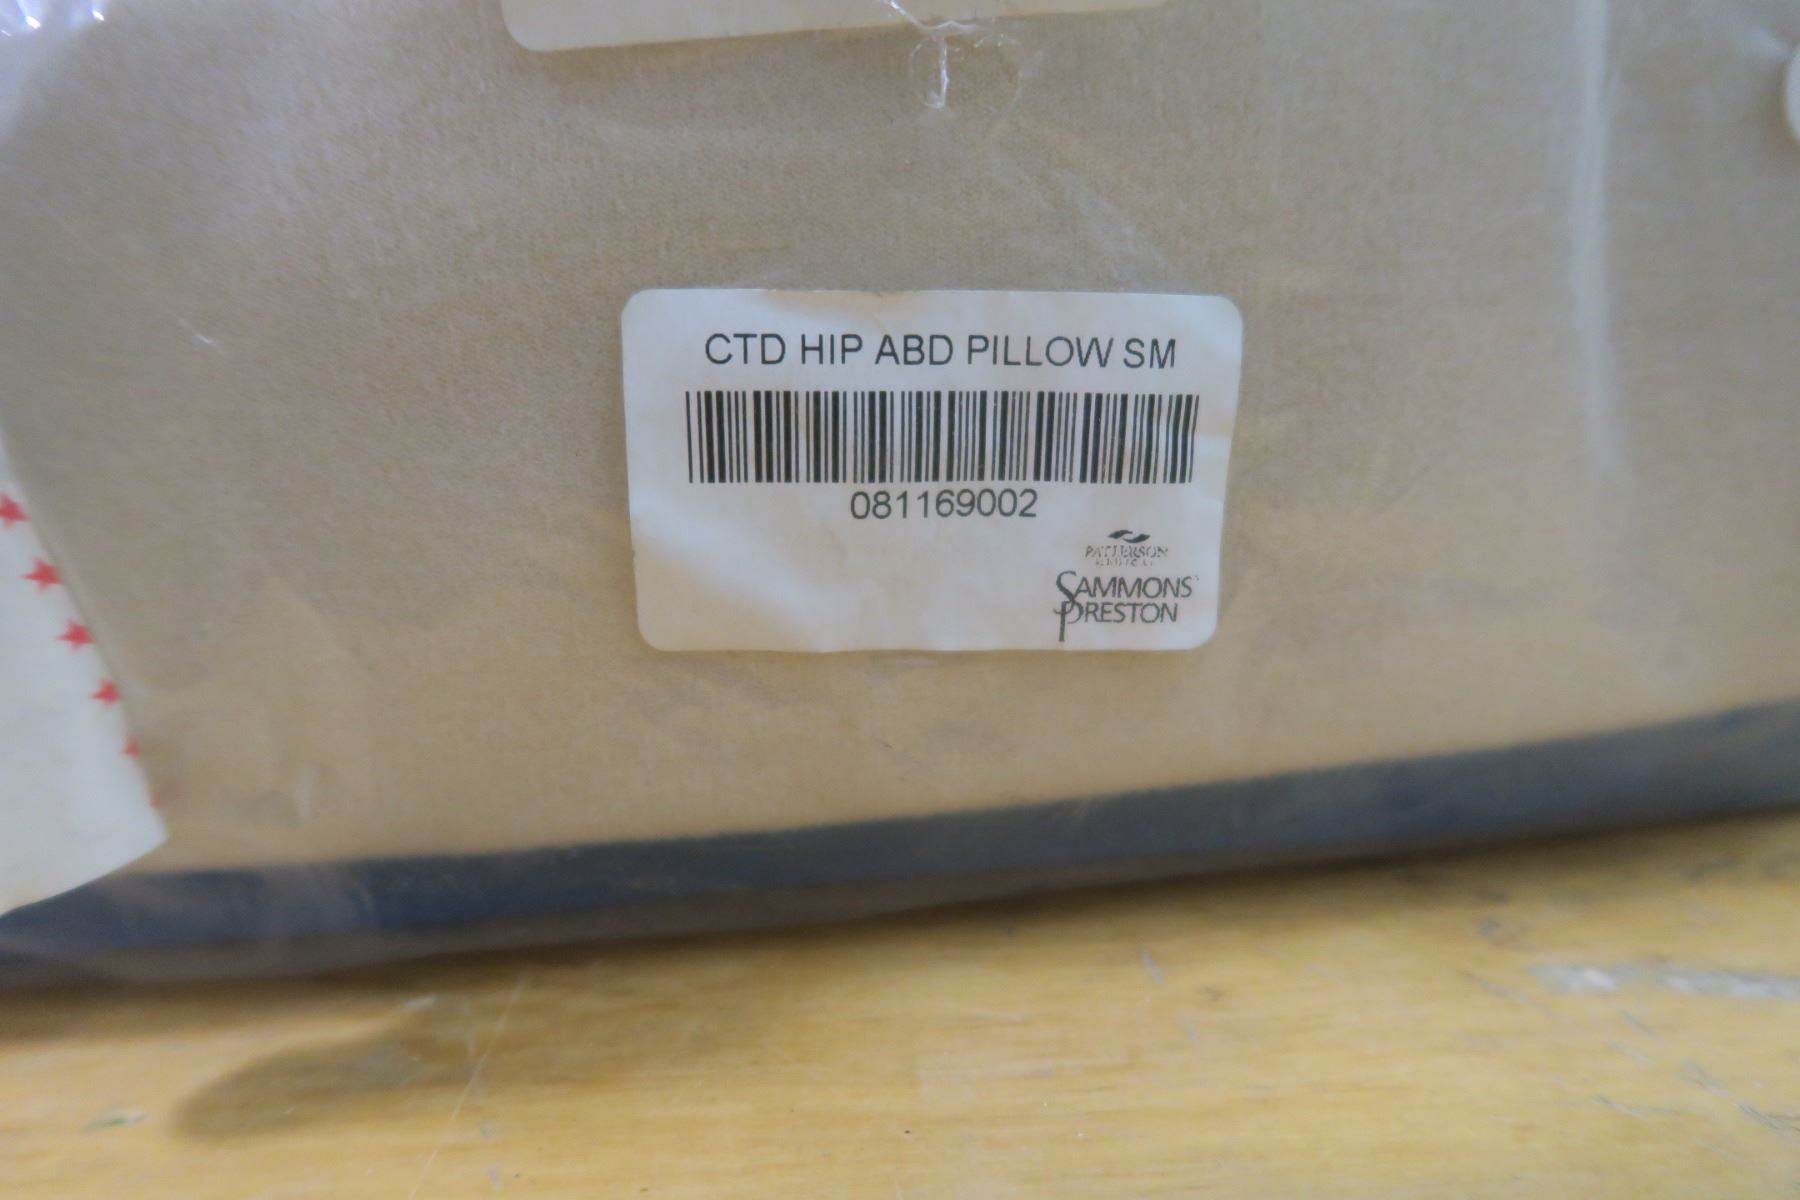 CTD HIP ABD PILLOW SM
081169002
PATTERSON
SAMMONS
PRESTON